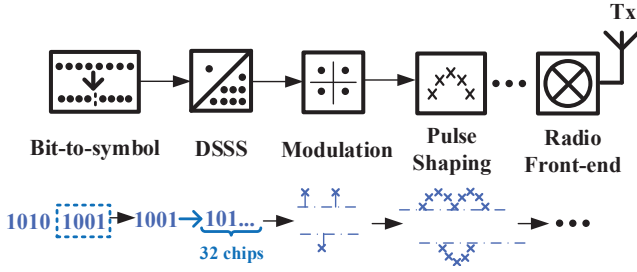 Tx
Bit-to-symbol DSSS Modulation Pulse Shaping Radio Front-end
1010 1001 1001 101...
32 chips